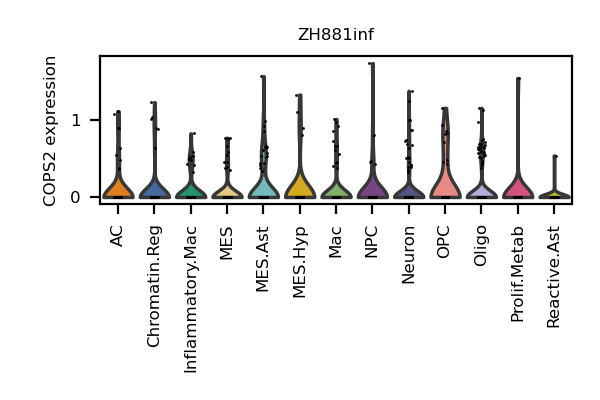 ZH881inf
COPS2 expression
1
0
AC
Chromatin.Reg
Inflammatory.Mac
MES
MES.Ast
MES.Hyp
Mac
NPC
Neuron
OPC
Oligo
Prolif.Metab
Reactive.Ast